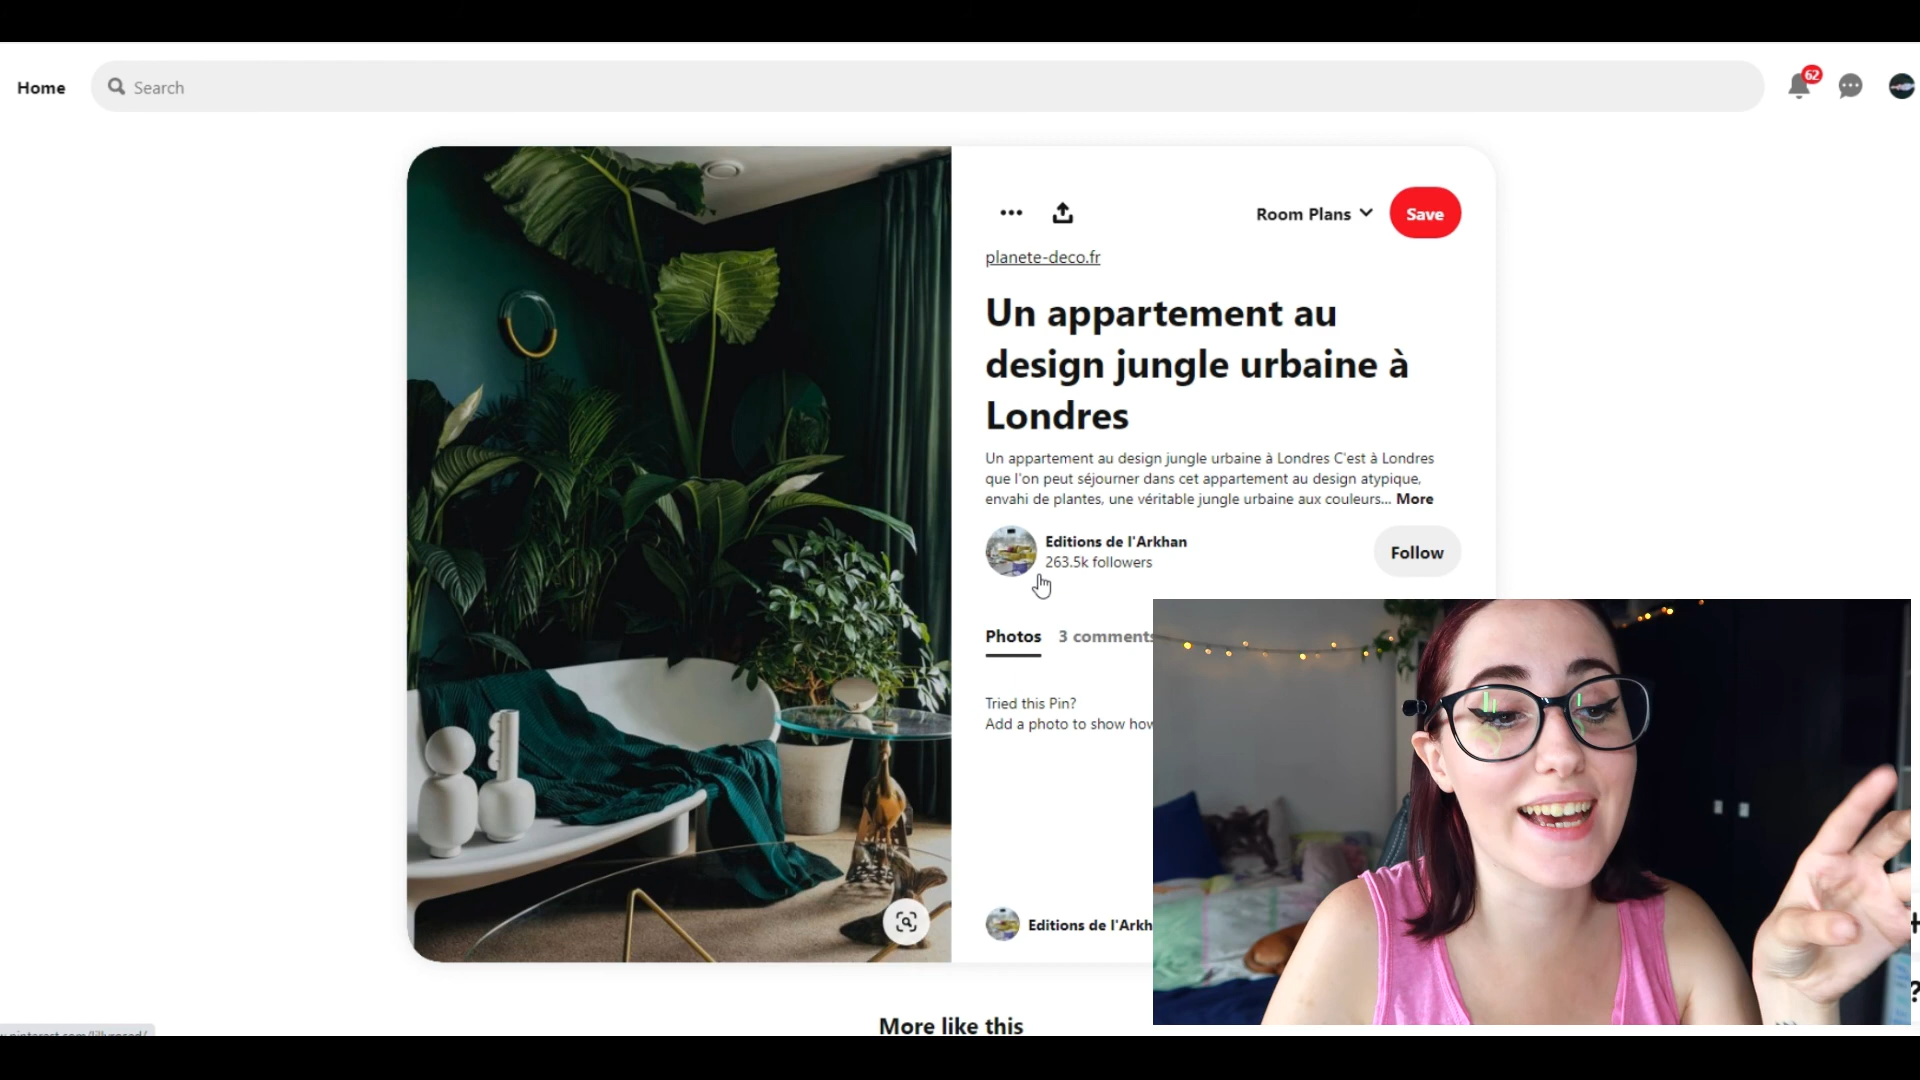 Home
Search
62
Room Plans
Save
planete-deco.fr
Un appartement au
design jungle urbaine à
Londres
Un appartement au design jungle urbaine à Londres C'est à Londres
que l'on peut séjourner dans cet appartement au design atypique,
envahi de plantes, une véritable jungle urbaine aux couleurs... More
Editions de l'Arkhan
263.5k followers
Follow
Photos 3 comments
Tried this Pin?
Add a photo to show how
Editions de l'Arkh
?
More like this